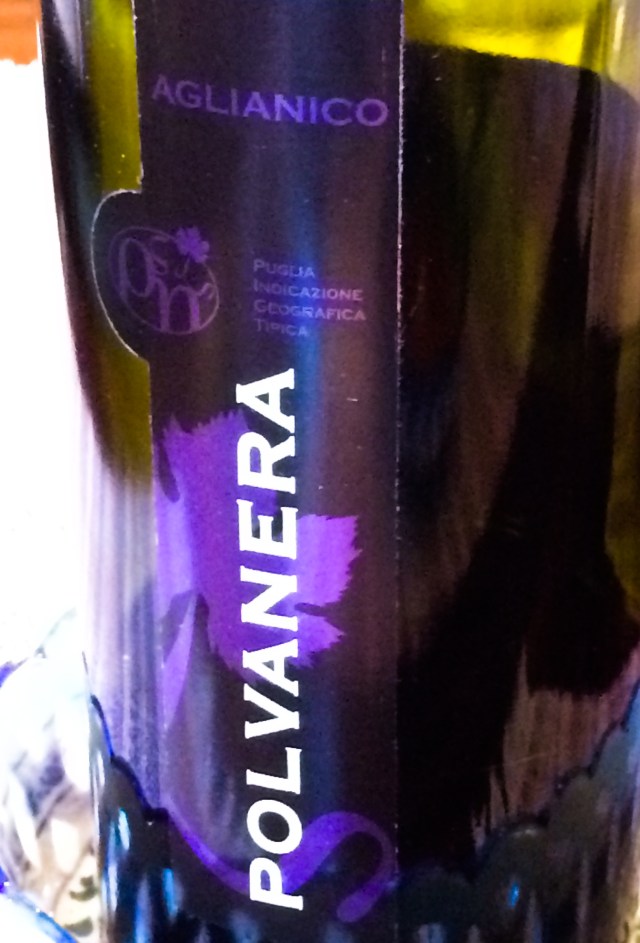 AGLIANICO
PUGLIA
INDICAZIONE
GEOGRAFICA
TIPICA
POLVANERA